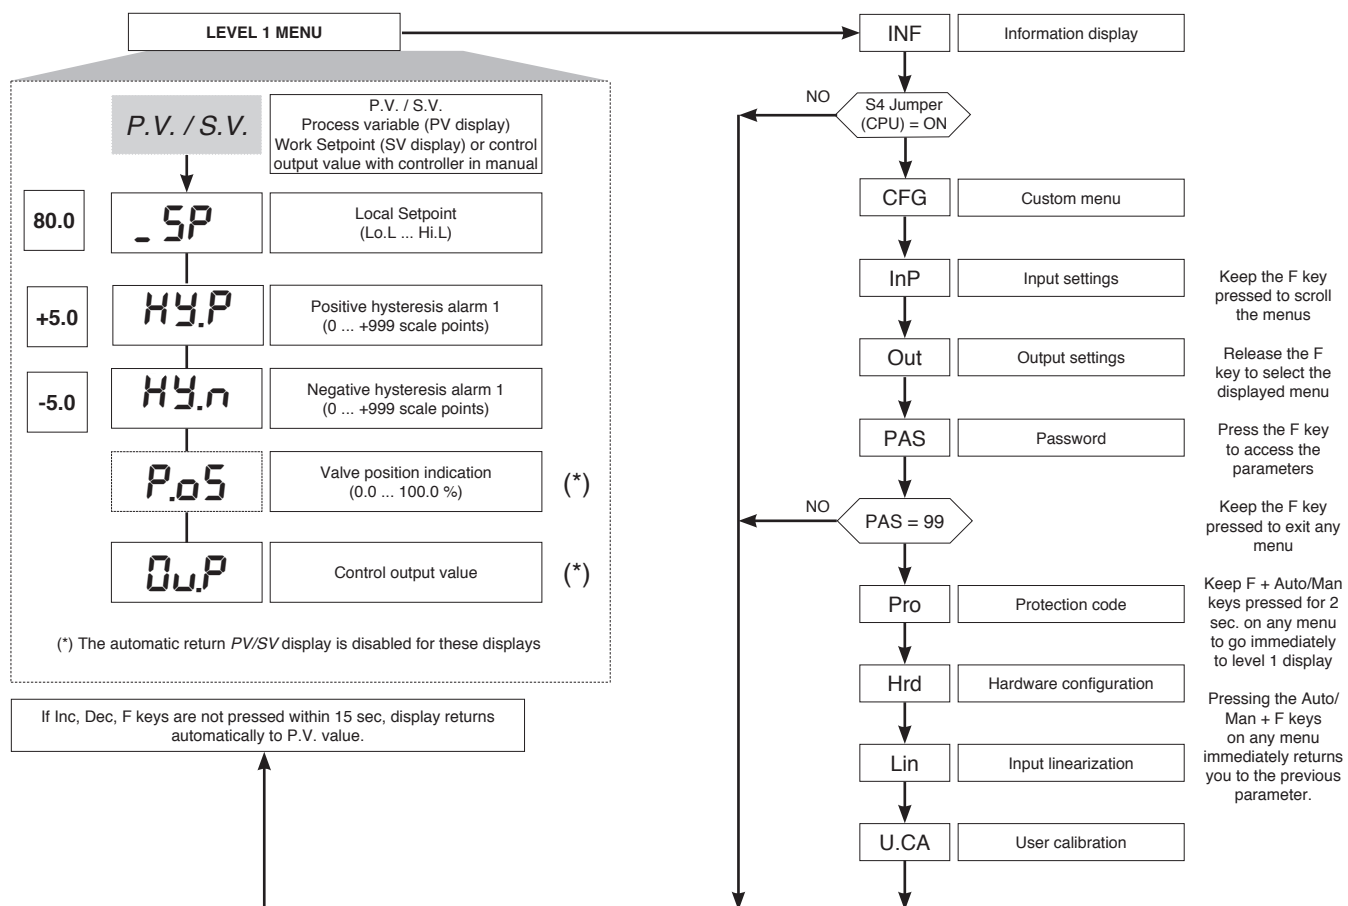 LEVEL 1 MENU
P.V. / S.V.
P.V. / S.V.
Process variable (PV display)
Work Setpoint (SV display) or control
output value with controller in manual
80.0
_ SP
Local Setpoint
(Lo.L ... Hi.L)
+5.0
HY.P
Positive hysteresis alarm 1
(0 ... +999 scale points)
-5.0
HY.n
Negative hysteresis alarm 1
(0 ... +999 scale points)
P.oS
Valve position indication
(0.0 ... 100.0 %)
(*)
Ou.P
Control output value
(*)
(*) The automatic return PV/SV display is disabled for these displays
If Inc, Dec, F keys are not pressed within 15 sec, display returns
automatically to P.V. value.
INF
Information display
NO
S4 Jumper
(CPU) = ON
CFG
Custom menu
InP
Input settings
Out
Output settings
PAS
Password
NO
PAS = 99
Pro
Protection code
Hrd
Hardware configuration
Lin
Input linearization
U.CA
User calibration
Keep the F key
pressed to scroll
the menus
Release the F
key to select the
displayed menu
Press the F key
to access the
parameters
Keep the F key
pressed to exit any
menu
Keep F + Auto/Man
keys pressed for 2
sec. on any menu
to go immediately
to level 1 display
Pressing the Auto/
Man + F keys
on any menu
immediately returns
you to the previous
parameter.